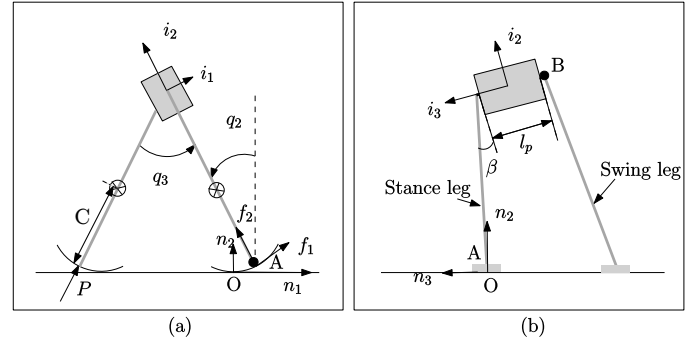 i2
i1
q2
q3
C
f2
n2
f1
A
P
O
n1
(a)
i2
B
i3
lp
β
Stance leg
Swing leg
n2
A
n3
O
(b)